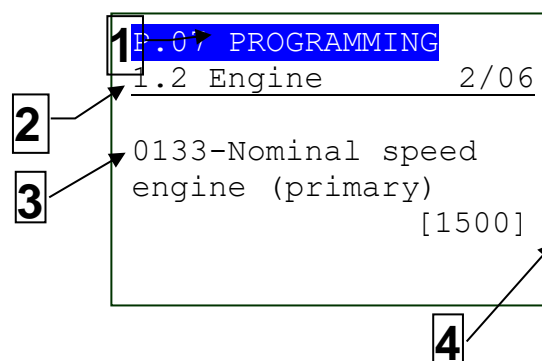 1
P.07 PROGRAMMING
1.2 Engine 2/06
2
0133-Nominal speed
3
engine (primary)
[1500]
4